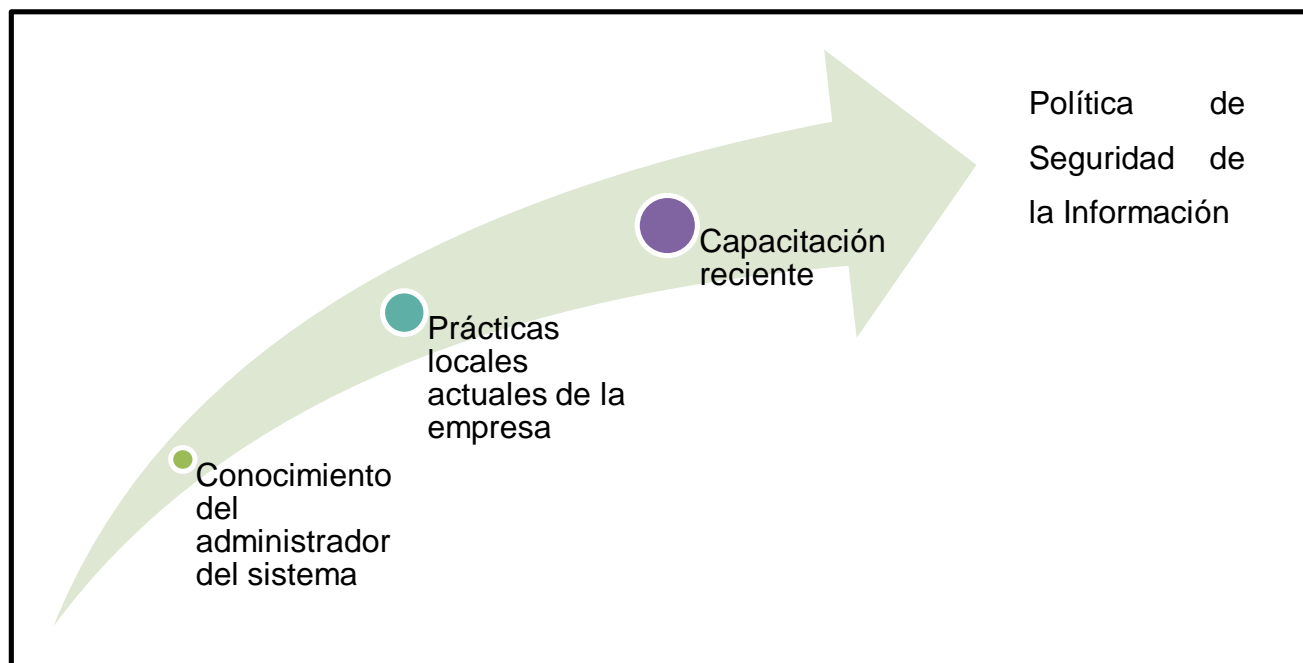 Política de
Seguridad de
la Información
Capacitación
reciente
Prácticas
locales
actuales de la
empresa
Conocimiento
del
administrador
del sistema